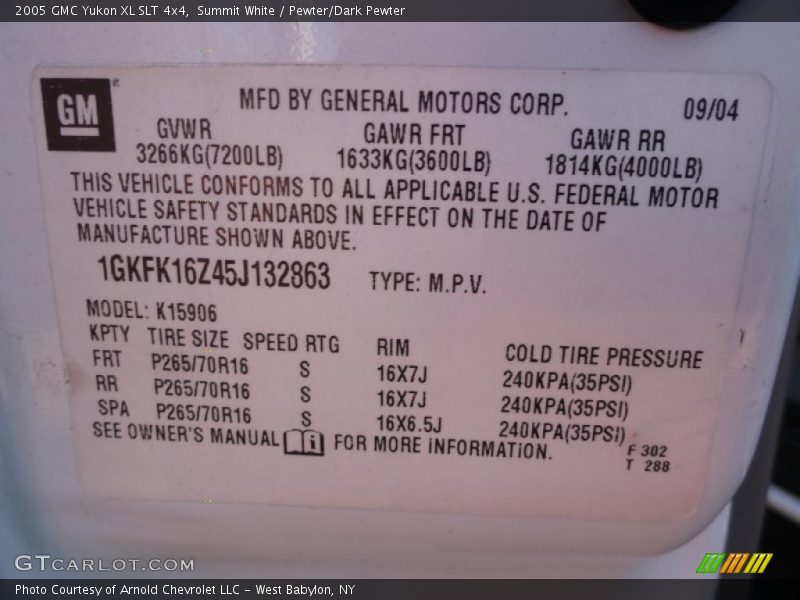 2005 GMC Yukon XL SLT 4x4,  Summit White / Pewter/Dark Pewter
GM
MFD BY GENERAL MOTORS CORP.
09/04
GVWR GAWR FRT GAWR RR
3266KG(7200LB) 1633KG(3600LB) 1814KG(4000LB)
THIS VEHICLE CONFORMS TO ALL APPLICABLE U.S. FEDERAL MOTOR
VEHICLE SAFETY STANDARDS IN EFFECT ON THE DATE OF
MANUFACTURE SHOWN ABOVE.
1GKFK16Z45J132863 TYPE: M.P.V.
MODEL: K15906
KPTY TIRE SIZE SPEED RTG RIM COLD TIRE PRESSURE
FRT P265/70R16 S 16X7J 240KPA(35PSI)
RR P265/70R16 S 16X7J 240KPA(35PSI)
SPA P265/70R16 S 16X6.5J 240KPA(35PSI)
SEE OWNER'S MANUAL i FOR MORE INFORMATION.
F 302
T 288
GTCARLOT.COM
Photo Courtesy of Arnold Chevrolet LLC - West Babylon, NY